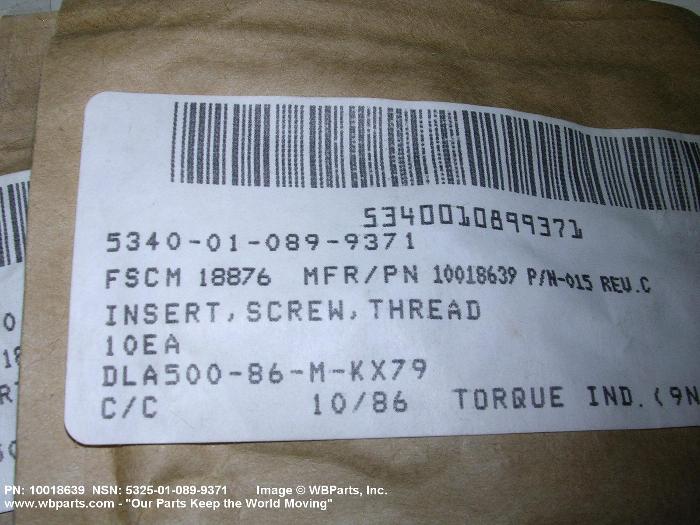 5340010899371
5340-01-089-9371
FSCM 18876 MFR/PN 10018639 P/N-015 REV.C
INSERT, SCREW, THREAD
10EA
DLA500-86-M-KX79
C/C 10/86 TORQUE IND. (9N
PN: 10018639 NSN: 5325-01-089-9371 Image © WBParts, Inc.
www.wbparts.com - "Our Parts Keep the World Moving"